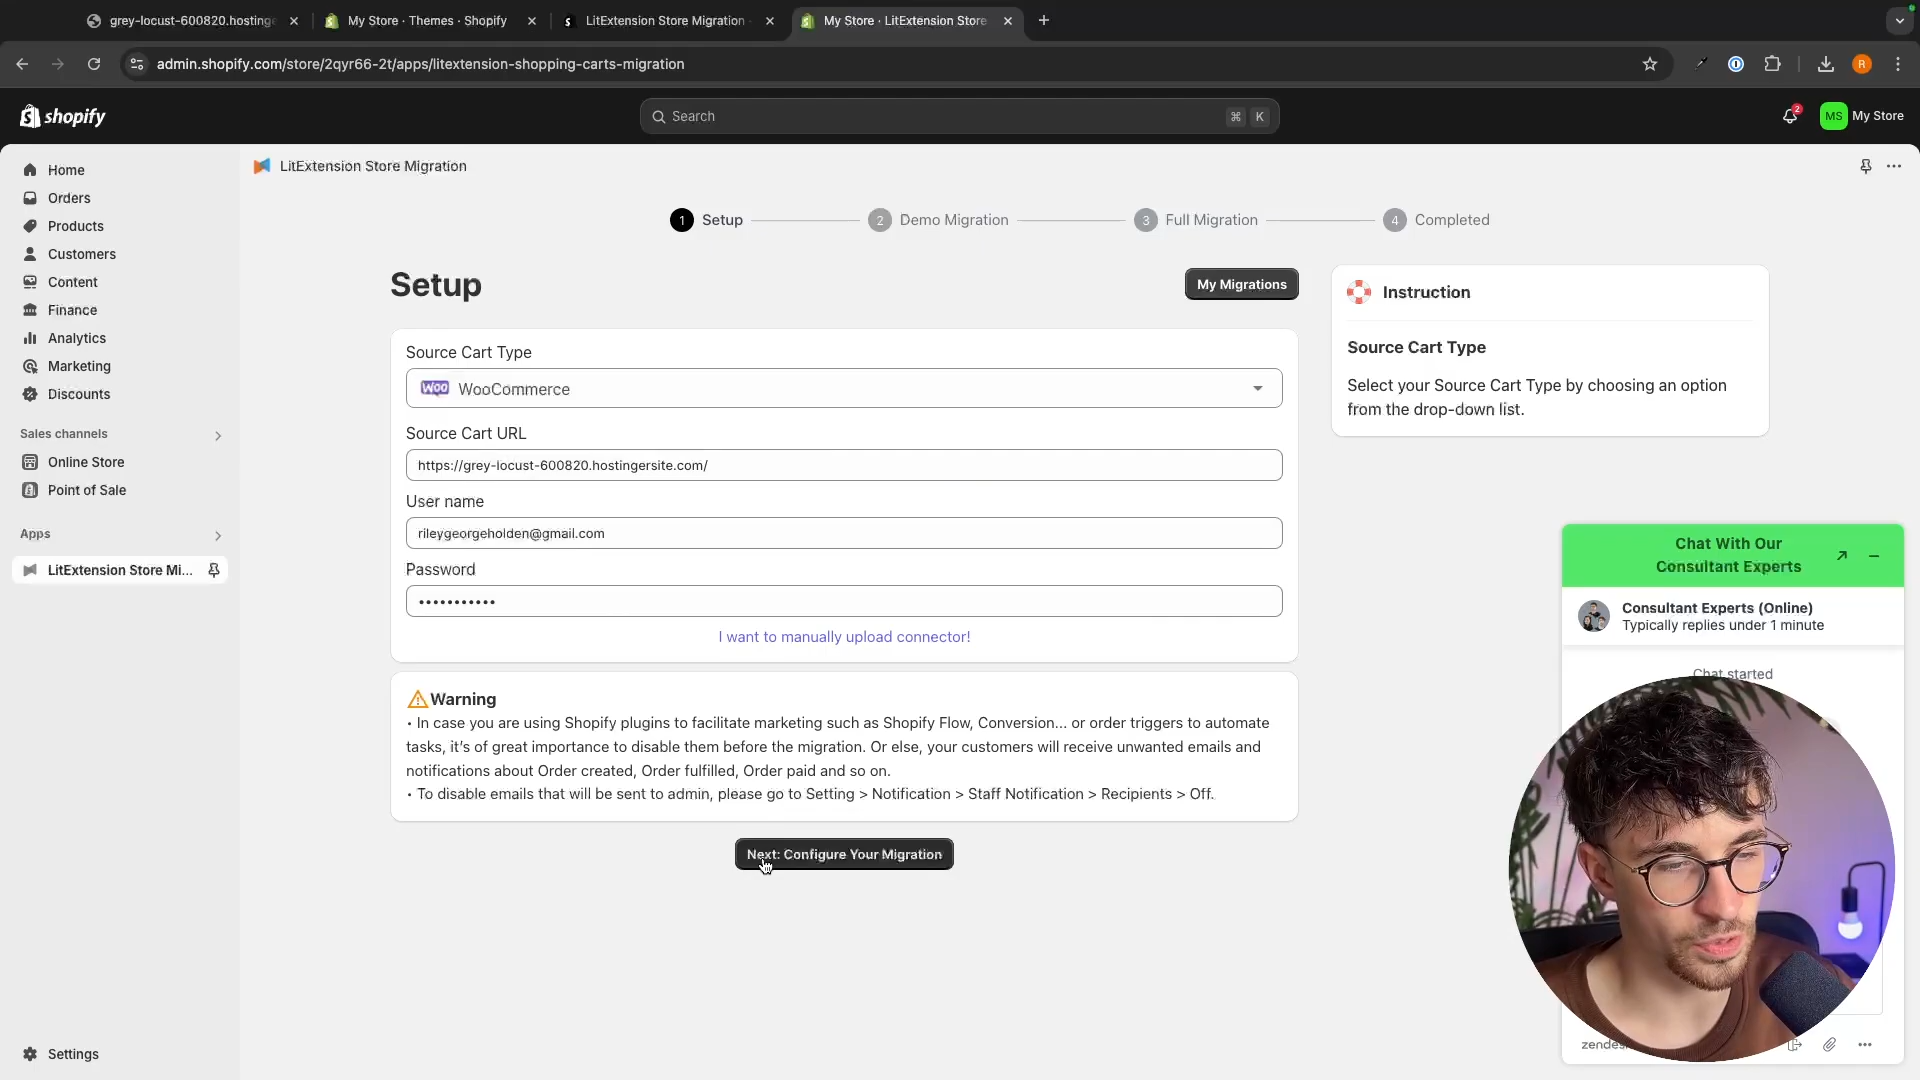 grey-locust-600820.hostinge
My Store · Themes · Shopify
LitExtension Store Migration
My Store · LitExtension Store
admin.shopify.com/store/2qyr66-2t/apps/litextension-shopping-carts-migration
R
shopify
Search
⌘ K
2
MS
My Store
Home
Orders
Products
Customers
Content
Finance
Analytics
Marketing
Discounts
Sales channels
Online Store
Point of Sale
Apps
LitExtension Store Mi...
Settings
LitExtension Store Migration
1 Setup
2 Demo Migration
3 Full Migration
4 Completed
Setup
My Migrations
Source Cart Type
Woo WooCommerce
Source Cart URL
https://grey-locust-600820.hostingersite.com/
User name
rileygeorgeholden@gmail.com
Password
•••••••••••
I want to manually upload connector!
Warning
• In case you are using Shopify plugins to facilitate marketing such as Shopify Flow, Conversion... or order triggers to automate
tasks, it's of great importance to disable them before the migration. Or else, your customers will receive unwanted emails and
notifications about Order created, Order fulfilled, Order paid and so on.
• To disable emails that will be sent to admin, please go to Setting > Notification > Staff Notification > Recipients > Off.
Next: Configure Your Migration
Instruction
Source Cart Type
Select your Source Cart Type by choosing an option
from the drop-down list.
Chat With Our
Consultant Experts
Consultant Experts (Online)
Typically replies under 1 minute
Chat started